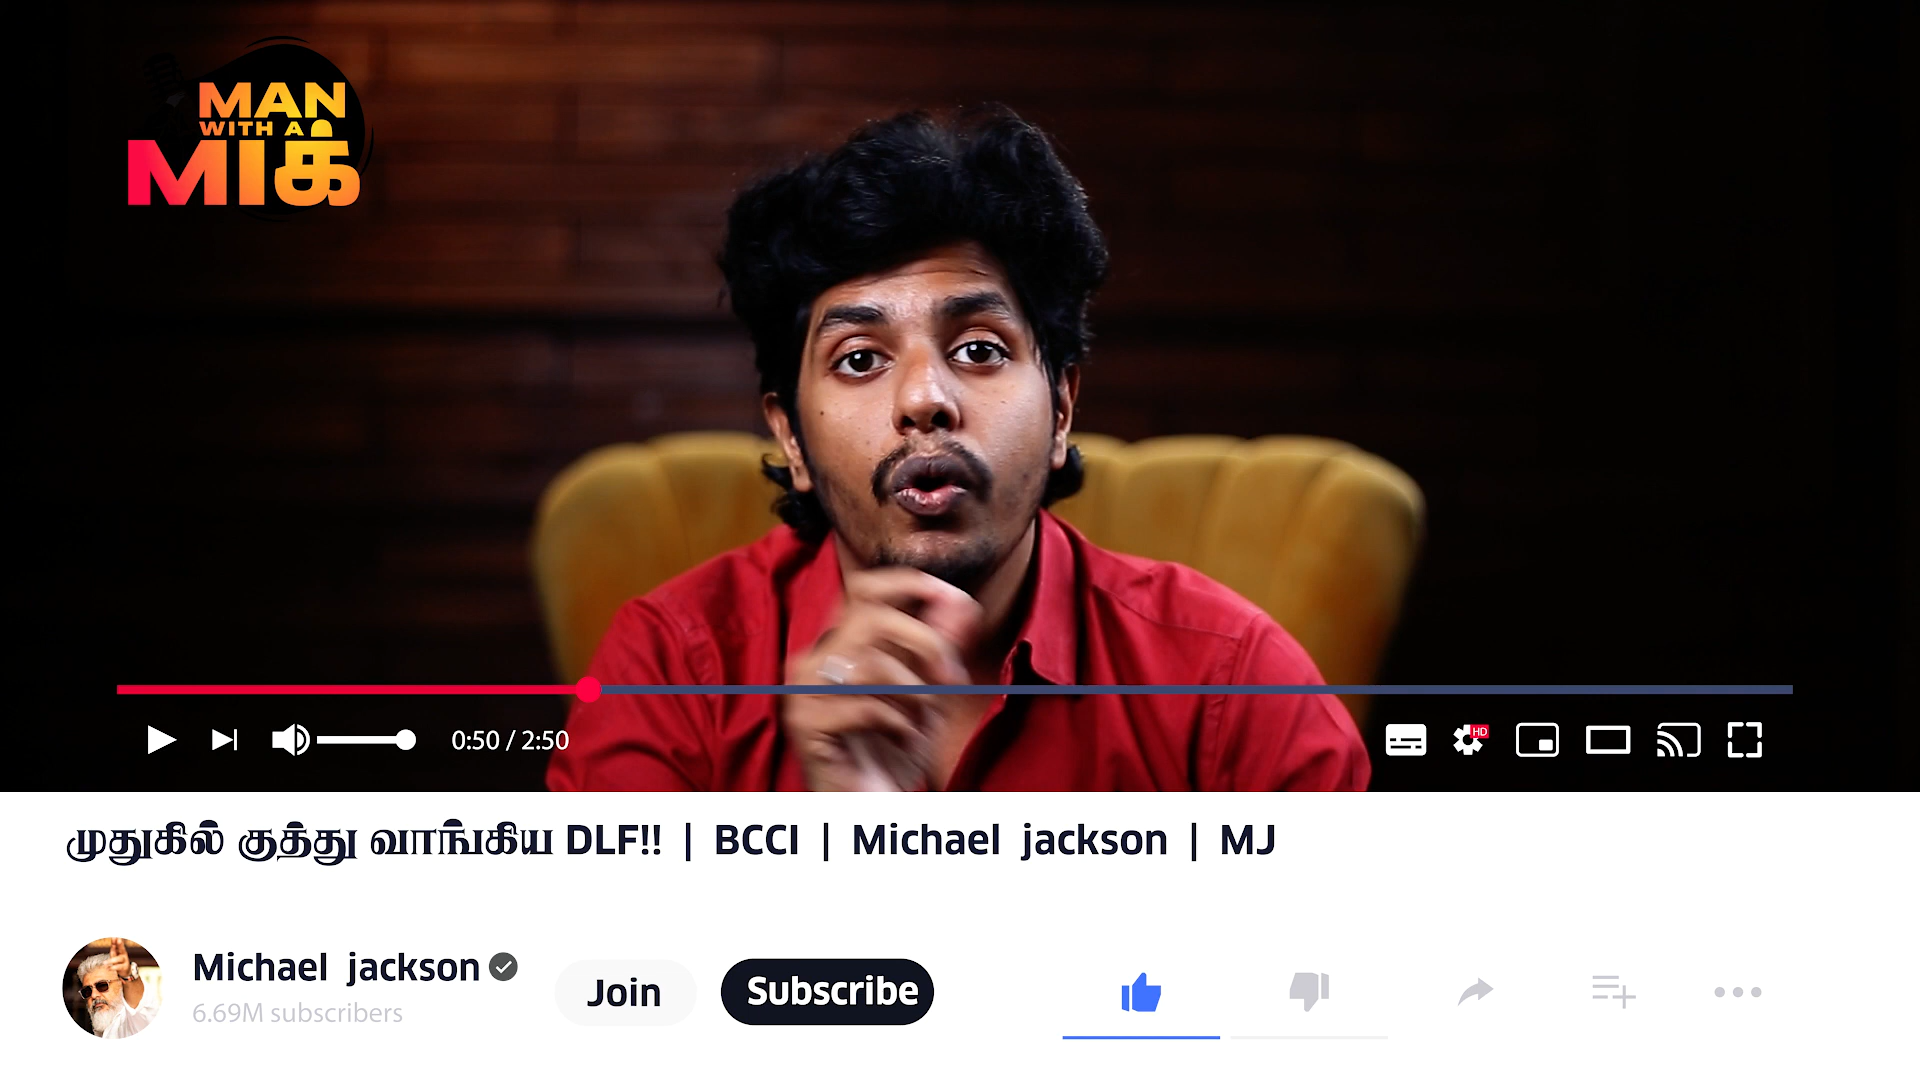 MAN
WITH A
MIக்
0:50 / 2:50
HD
முதுகில் குத்து வாங்கிய DLF!! | BCCI | Michael jackson | MJ
Michael jackson
6.69M subscribers
Join
Subscribe